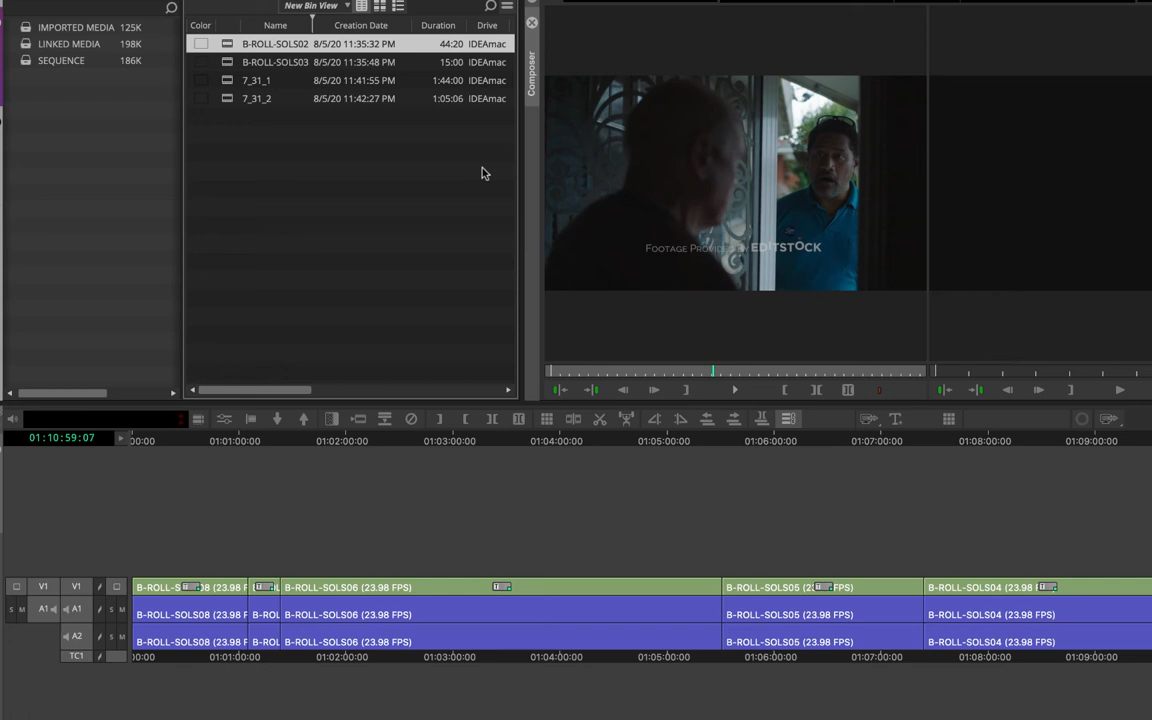 New Bin View
IMPORTED MEDIA 125K
LINKED MEDIA 198K
SEQUENCE 186K
Color Name Creation Date Duration Drive
B-ROLL-SOLS02 8/5/20 11:35:32 PM 44:20 IDEAmac
B-ROLL-SOLS03 8/5/20 11:35:48 PM 15:00 IDEAmac
7_31_1 8/5/20 11:41:55 PM 1:44:00 IDEAmac
7_31_2 8/5/20 11:42:27 PM 1:05:06 IDEAmac
Composer
EDITSTOCK
01:10:59:07
00:00 01:01:00:00 01:02:00:00 01:03:00:00 01:04:00:00 01:05:00:00 01:06:00:00 01:07:00:00 01:08:00:00 01:09:00:00
V1 V1 B-ROLL-S 08 (23.98 F B-ROLL-SOLS06 (23.98 FPS) B-ROLL-SOLS05 (2 FPS) B-ROLL-SOLS04 (23.98
S M A1 A1 B-ROLL-SOLS08 (23.98 F B-ROL B-ROLL-SOLS06 (23.98 FPS) B-ROLL-SOLS05 (23.98 FPS) B-ROLL-SOLS04 (23.98 FPS)
A2 S M B-ROLL-SOLS08 (23.98 F B-ROL B-ROLL-SOLS06 (23.98 FPS) B-ROLL-SOLS05 (23.98 FPS) B-ROLL-SOLS04 (23.98 FPS)
TC1 00:00 01:01:00:00 01:02:00:00 01:03:00:00 01:04:00:00 01:05:00:00 01:06:00:00 01:07:00:00 01:08:00:00 01:09:00:00